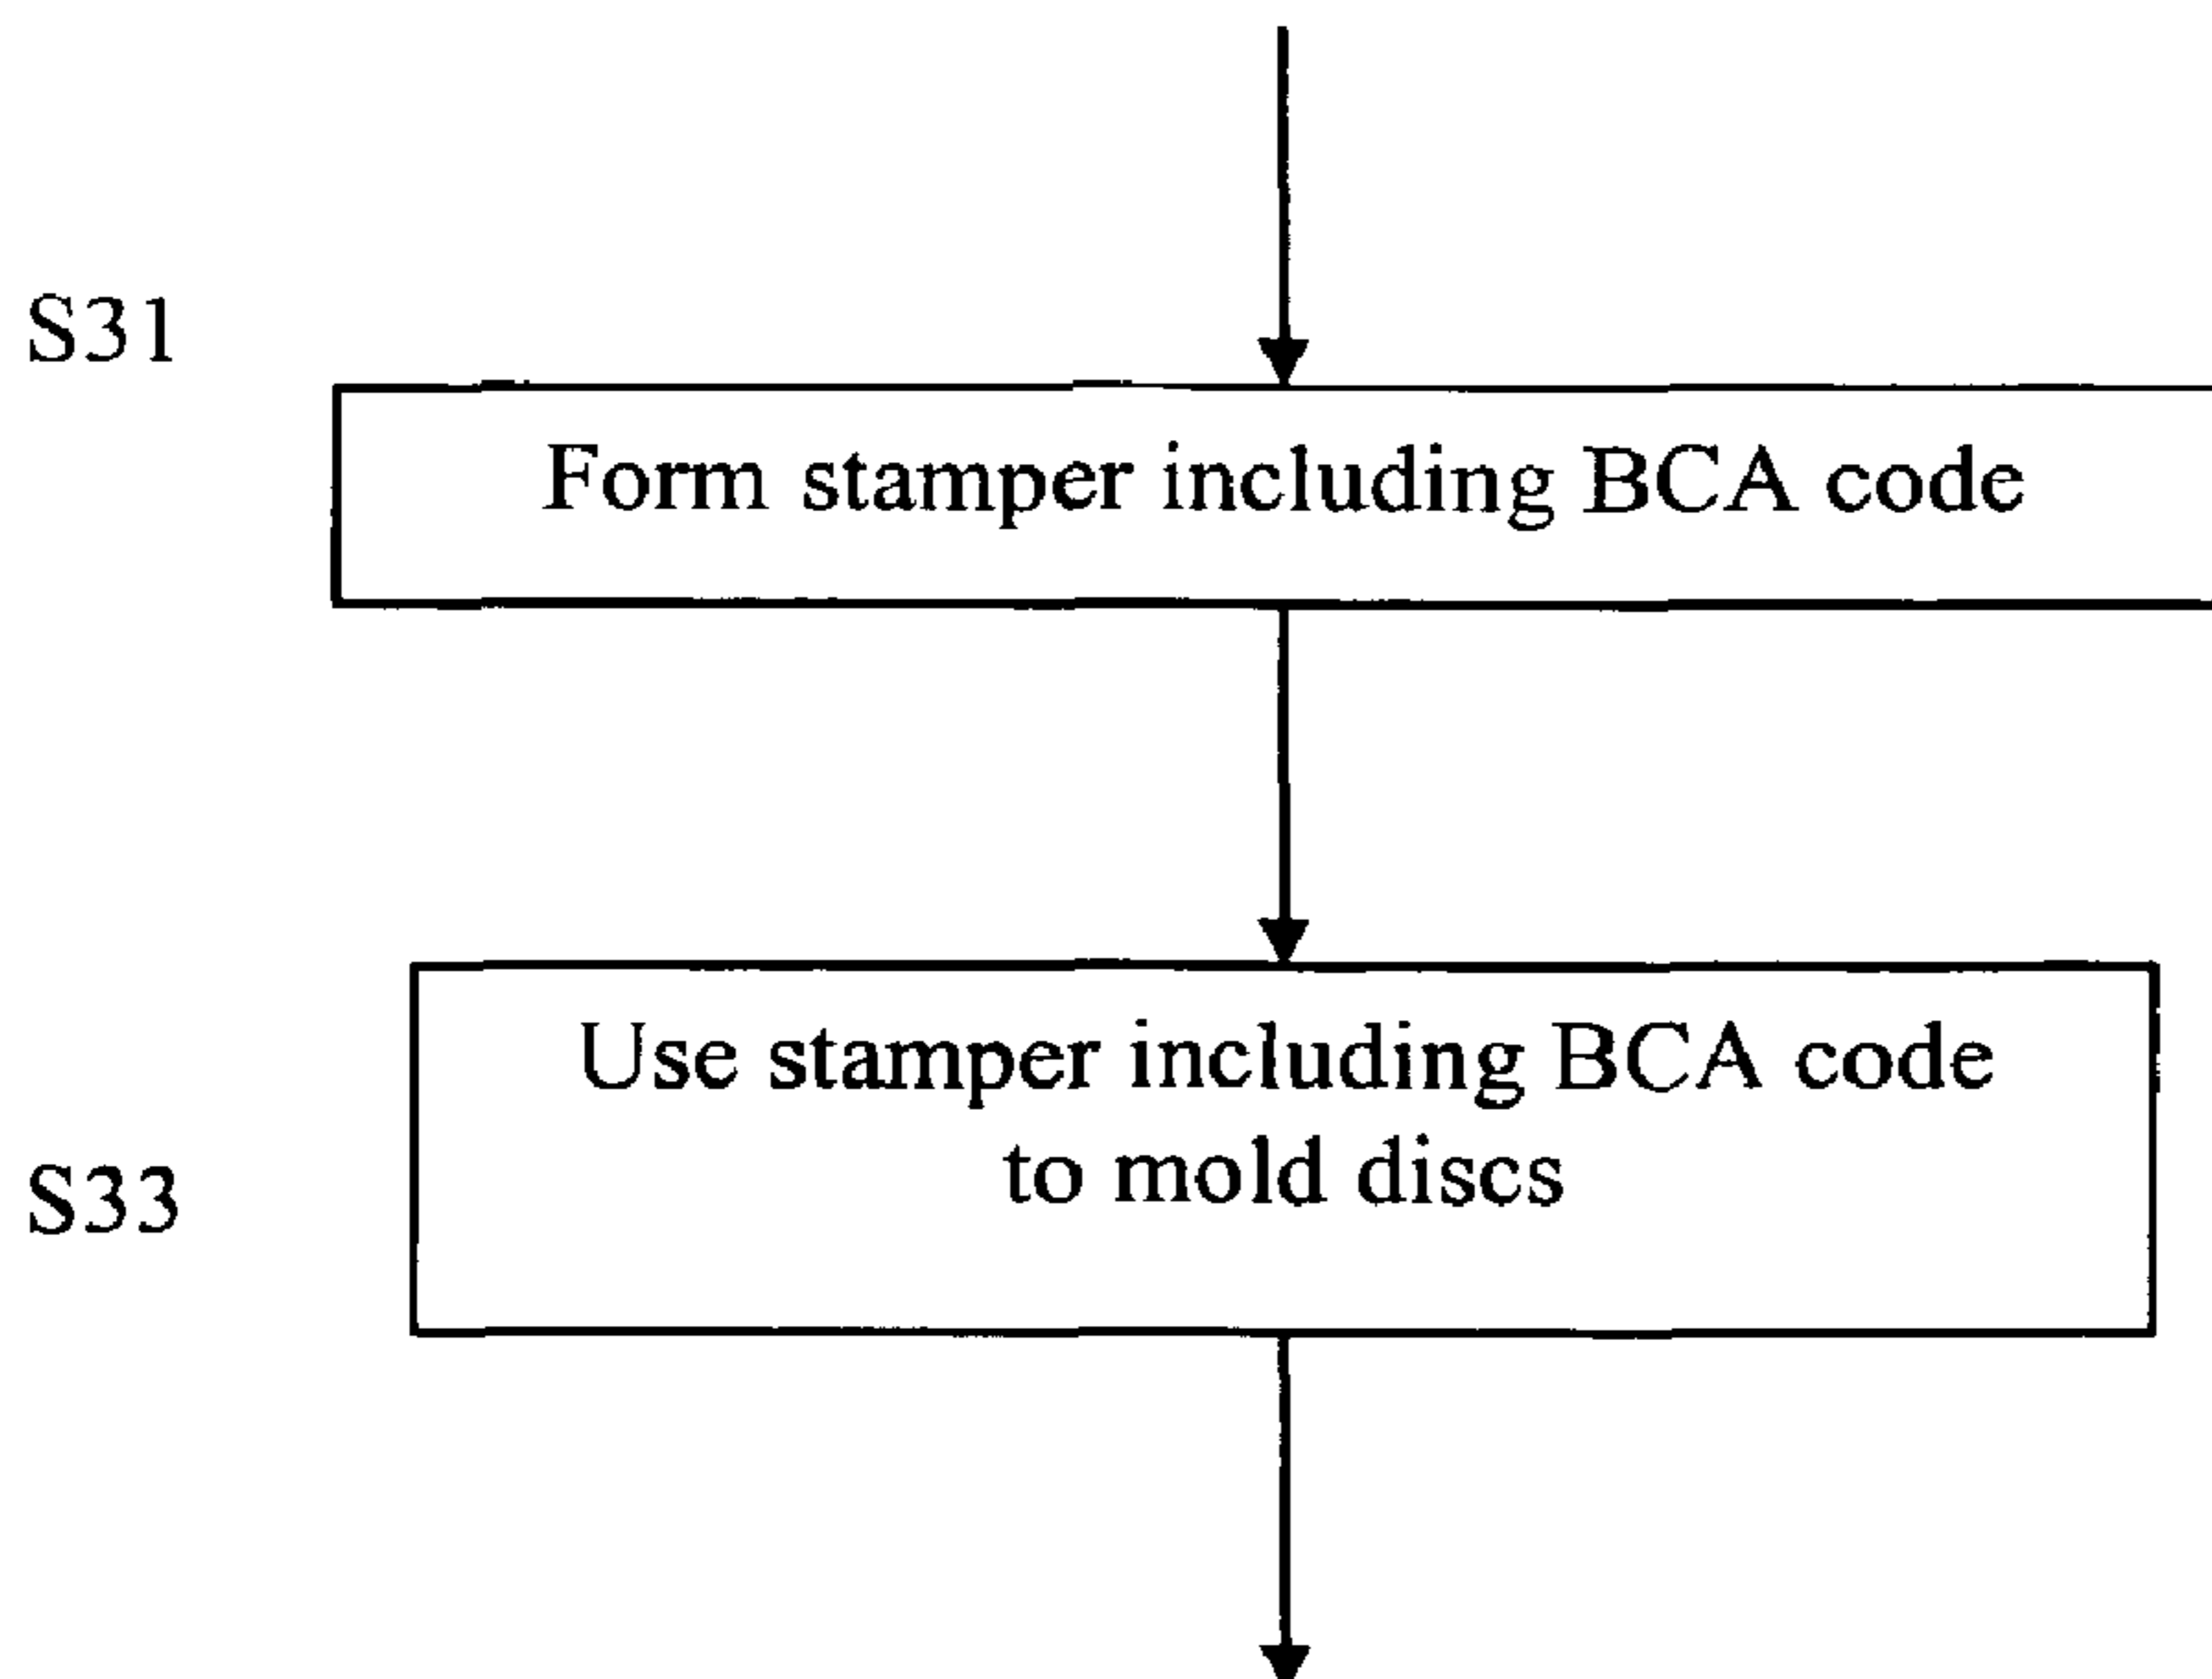 S31
Form stamper including BCA code
Use stamper including BCA code
to mold discs
S33